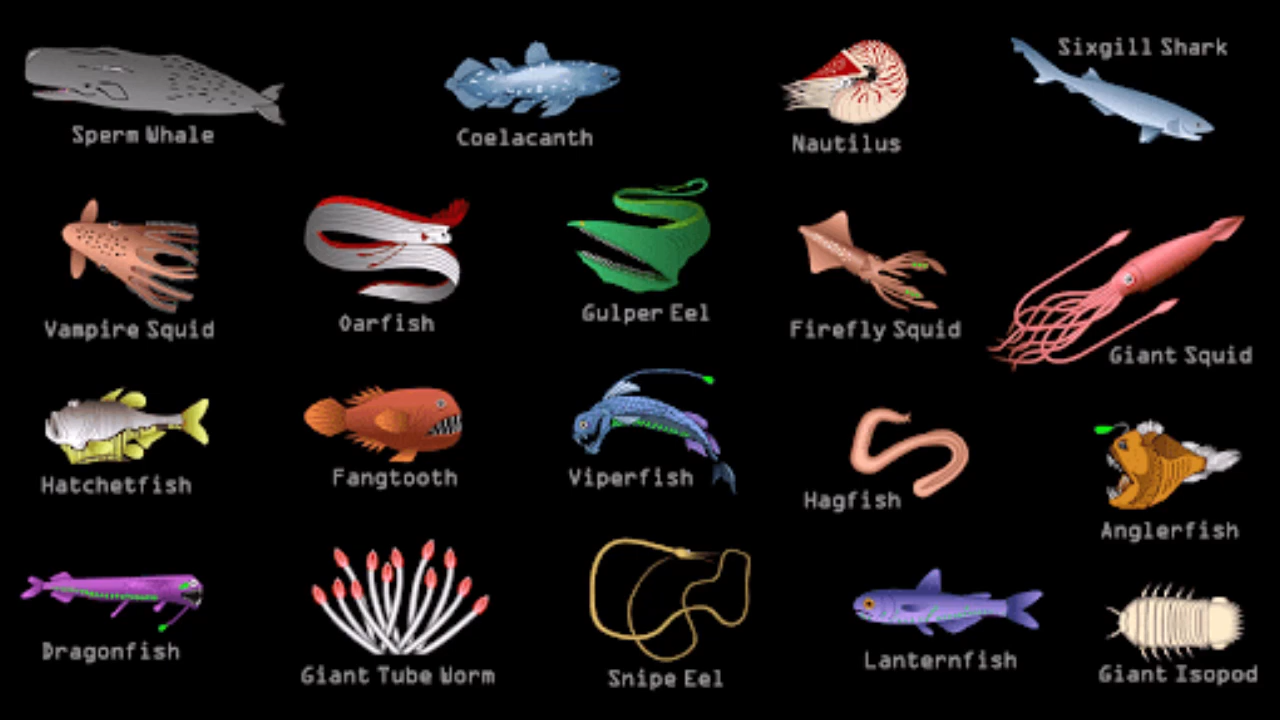 Sixgill Shark
Sperm Whale
Coelacanth
Nautilus
Vampire Squid
Oarfish
Gulper Eel
Firefly Squid
Giant Squid
Hatchetfish
Fangtooth
Viperfish
Hagfish
Anglerfish
Dragonfish
Giant Tube Worm
Snipe Eel
Lanternfish
Giant Isopod